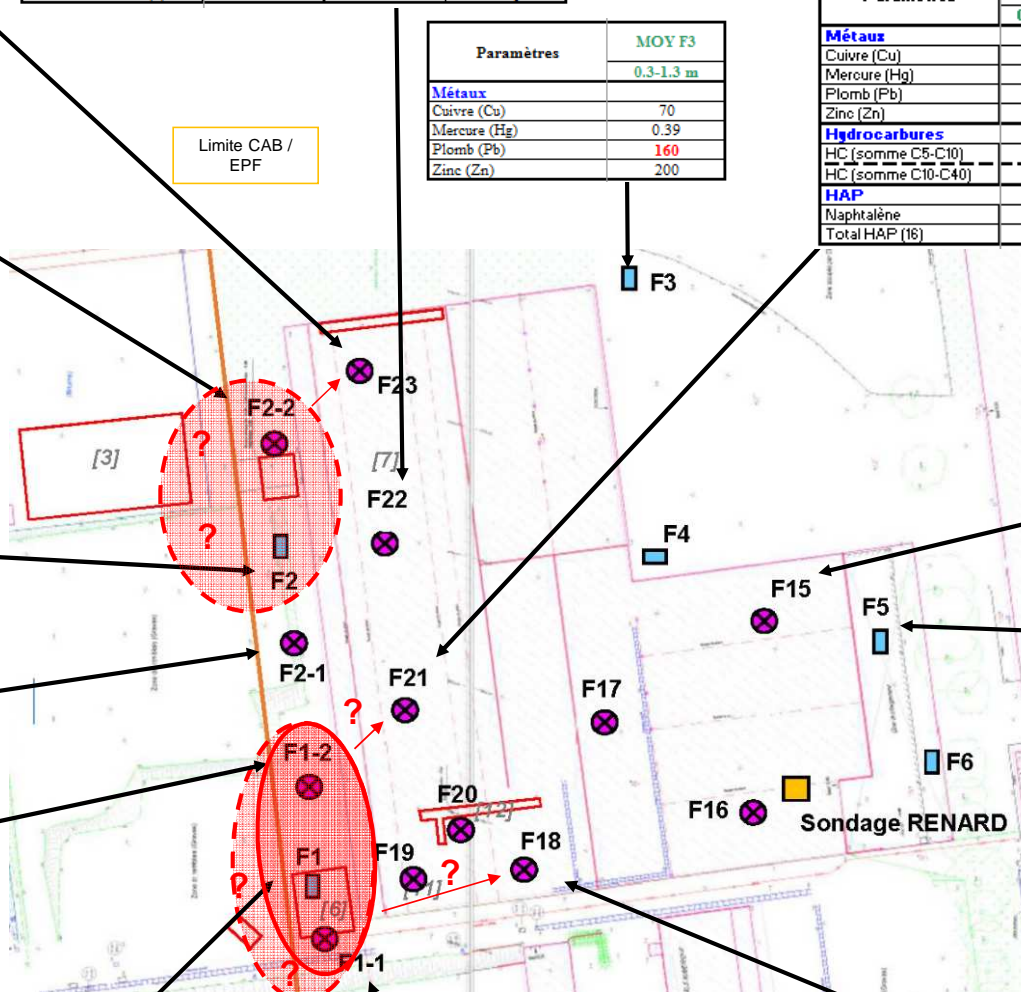 Paramètres
MOY F3
0.3-1.3 m
Métaux
Cuivre (Cu) 70
Mercure (Hg) 0.39
Plomb (Pb) 160
Zinc (Zn) 200
Métaux
Cuivre (Cu)
Mercure (Hg)
Plomb (Pb)
Zinc (Zn)
Hydrocarbures
HC (somme C5-C10)
HC (somme C10-C40)
HAP
Naphtalène
Total HAP (16)
Limite CAB /
EPF
F3
F23
F2-2
?
[3]
[7]
F22
?
F2
F4
F15
F5
F2-1
F21
F17
?
F1-2
F6
F20
[12]
F16
Sondage RENARD
F1
F19
?
F18
?
[11]
[6]
F1-1
?